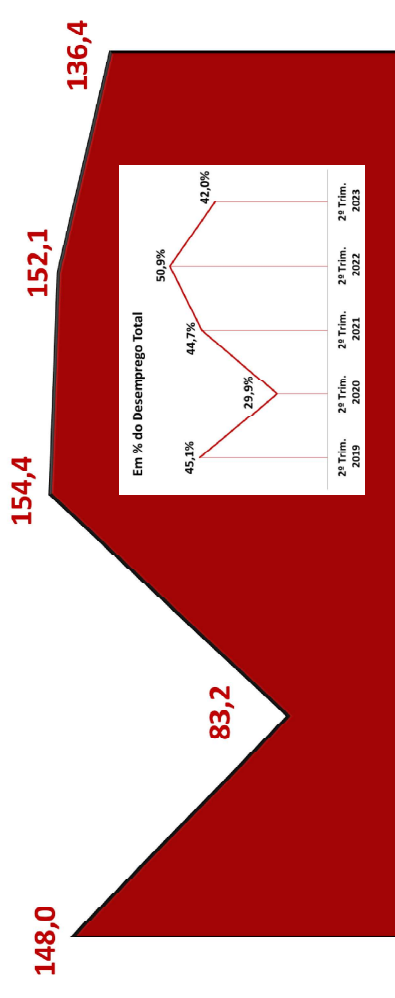 148,0
83,2
154,4
152,1
136,4
Em % do Desemprego Total
45,1%
29,9%
44,7%
50,9%
42,0%
2º Trim.
2019
2º Trim.
2020
2º Trim.
2021
2º Trim.
2022
2º Trim.
2023